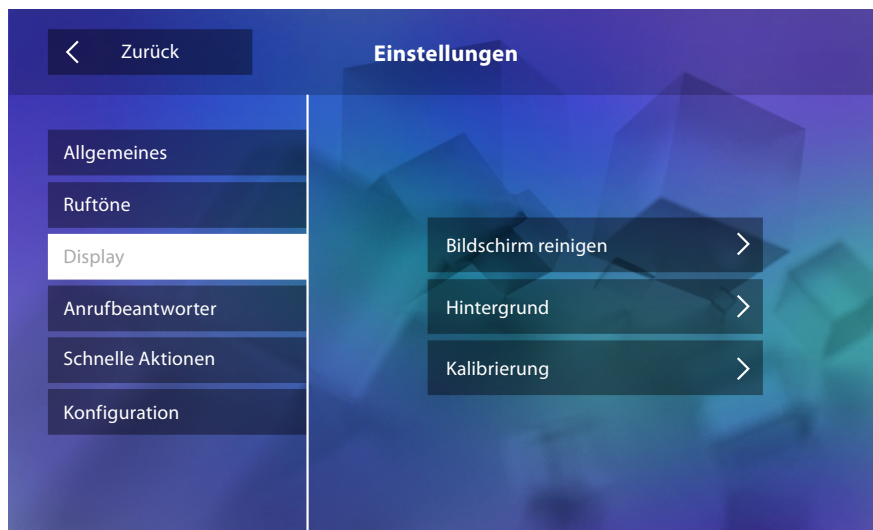 Zurück
Einstellungen
Allgemeines
Ruftöne
Display
Anrufbeantworter
Schnelle Aktionen
Konfiguration
Bildschirm reinigen
Hintergrund
Kalibrierung